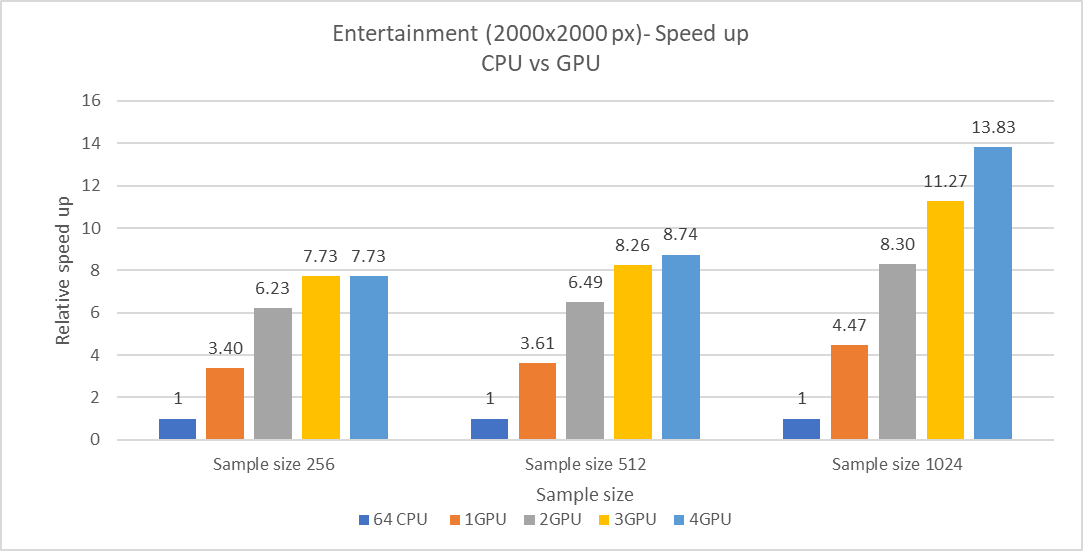 Entertainment (2000x2000 px)- Speed up
CPU vs GPU
Relative speed up
16
14
12
10
8
6
4
2
0
1
3.40
6.23
7.73
7.73
1
3.61
6.49
8.26
8.74
1
4.47
8.30
11.27
13.83
Sample size 256
Sample size 512
Sample size 1024
Sample size
64 CPU
1GPU
2GPU
3GPU
4GPU